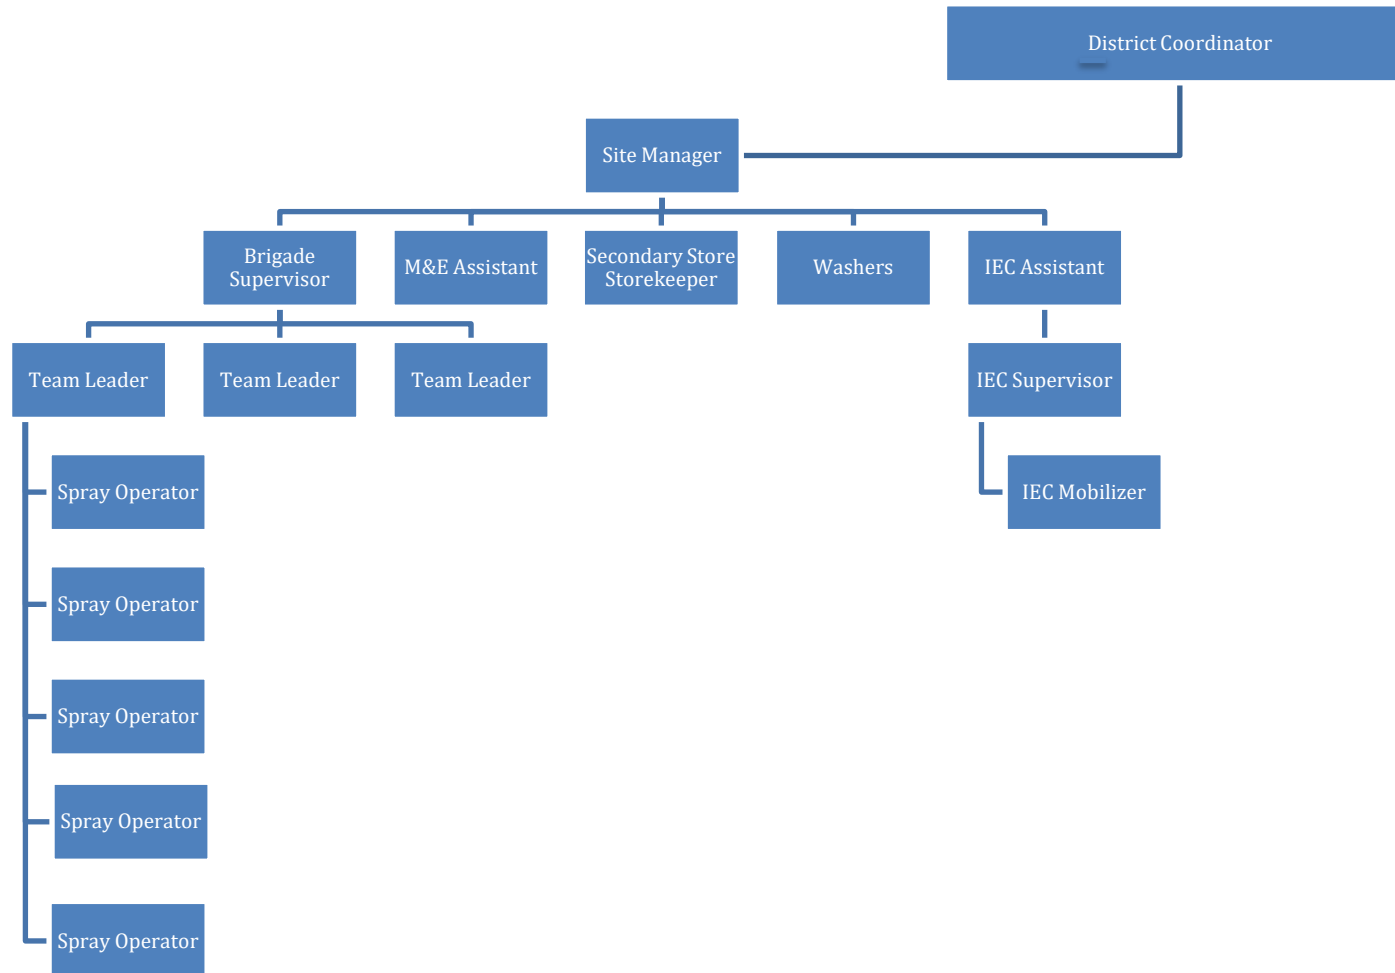 District Coordinator
Site Manager
Brigade
Supervisor
M&E Assistant
Secondary Store
Storekeeper
Washers
IEC Assistant
Team Leader
Team Leader
Team Leader
IEC Supervisor
Spray Operator
IEC Mobilizer
Spray Operator
Spray Operator
Spray Operator
Spray Operator